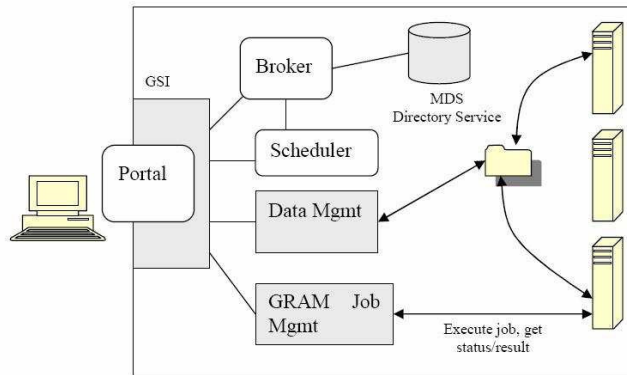 Broker
GSI
MDS
Directory Service
Portal
Scheduler
Data Mgmt
GRAM Job
Mgmt
Execute job, get
status/result